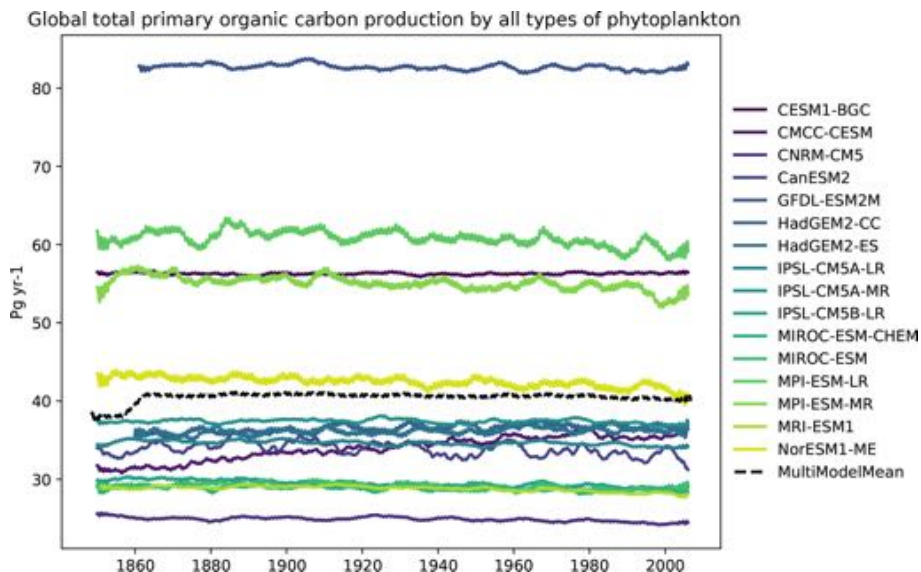 Global total primary organic carbon production by all types of phytoplankton
Pg yr-1
80
70
60
50
40
30
1860
1880
1900
1920
1940
1960
1980
2000
CESM1-BGC
CMCC-CESM
CNRM-CM5
CanESM2
GFDL-ESM2M
HadGEM2-CC
HadGEM2-ES
IPSL-CM5A-LR
IPSL-CM5A-MR
IPSL-CM5B-LR
MIROC-ESM-CHEM
MIROC-ESM
MPI-ESM-LR
MPI-ESM-MR
MRI-ESM1
NorESM1-ME
MultiModelMean